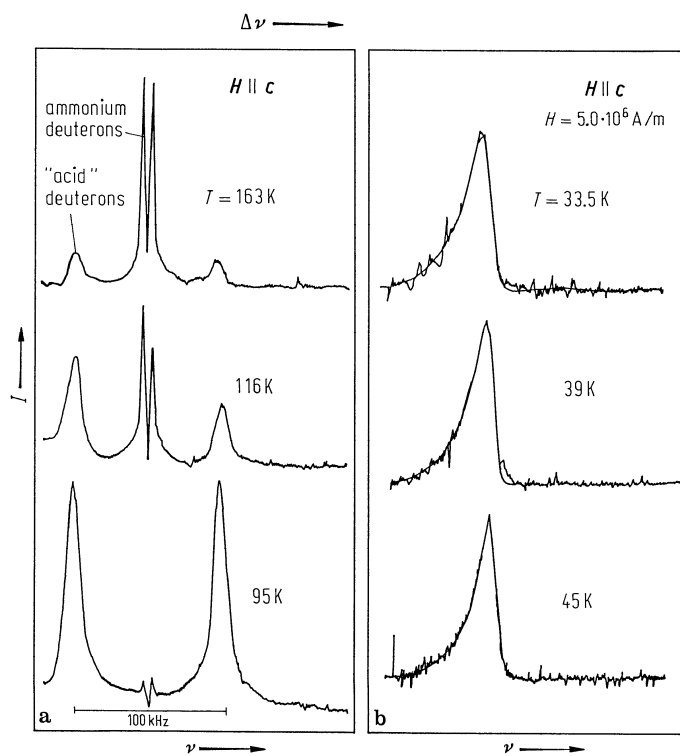 Δν
H ∥ c
ammonium
deuterons
"acid"
deuterons
T = 163 K
116 K
95 K
I
100 kHz
a
ν
H ∥ c
H = 5.0·10⁶ A/m
T = 33.5 K
39 K
45 K
b
ν